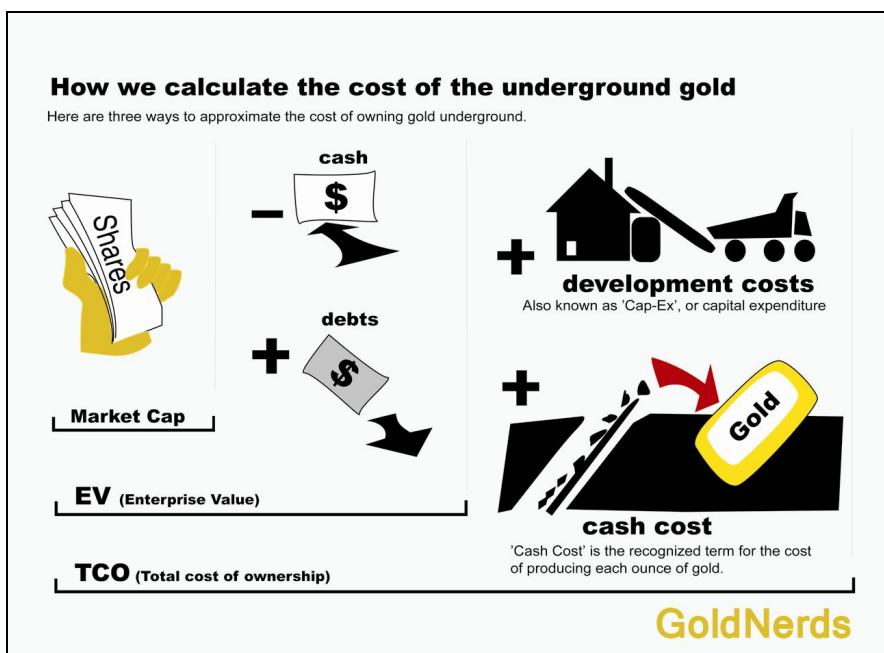 How we calculate the cost of the underground gold
Here are three ways to approximate the cost of owning gold underground.
Shares
Market Cap
cash
$
debts
$
EV (Enterprise Value)
development costs
Also known as 'Cap-Ex', or capital expenditure
Gold
cash cost
'Cash Cost' is the recognized term for the cost
of producing each ounce of gold.
TCO (Total cost of ownership)
GoldNerds